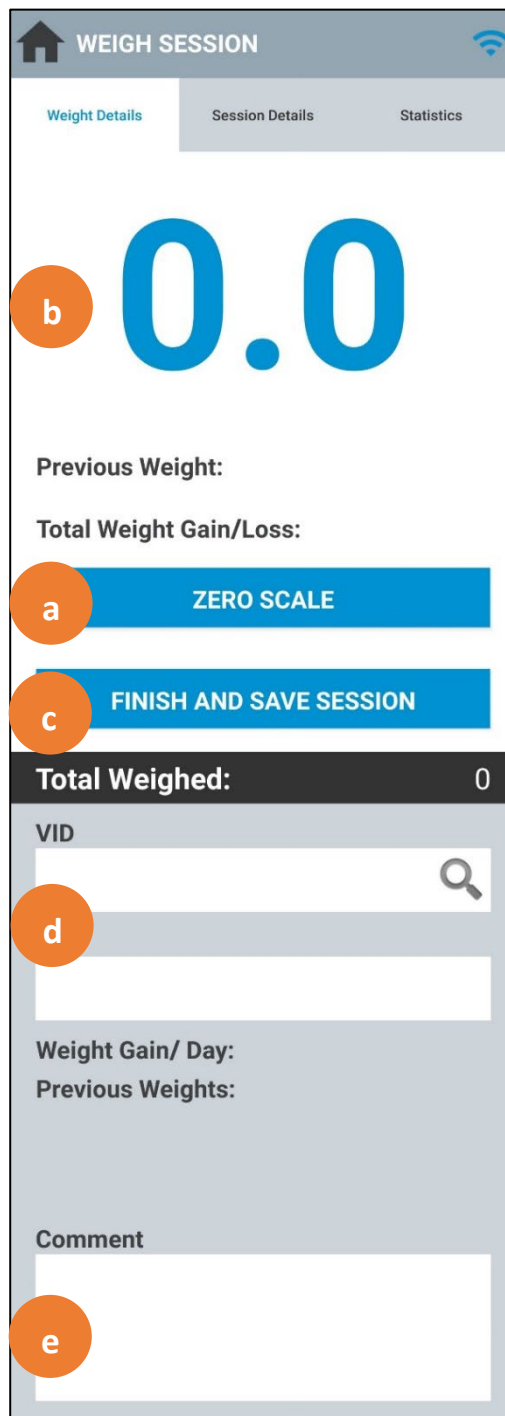 WEIGH SESSION
Weight Details Session Details Statistics
b
0.0
Previous Weight:
Total Weight Gain/Loss:
a ZERO SCALE
c FINISH AND SAVE SESSION
Total Weighed: 0
VID
d
Weight Gain/ Day:
Previous Weights:
Comment
e